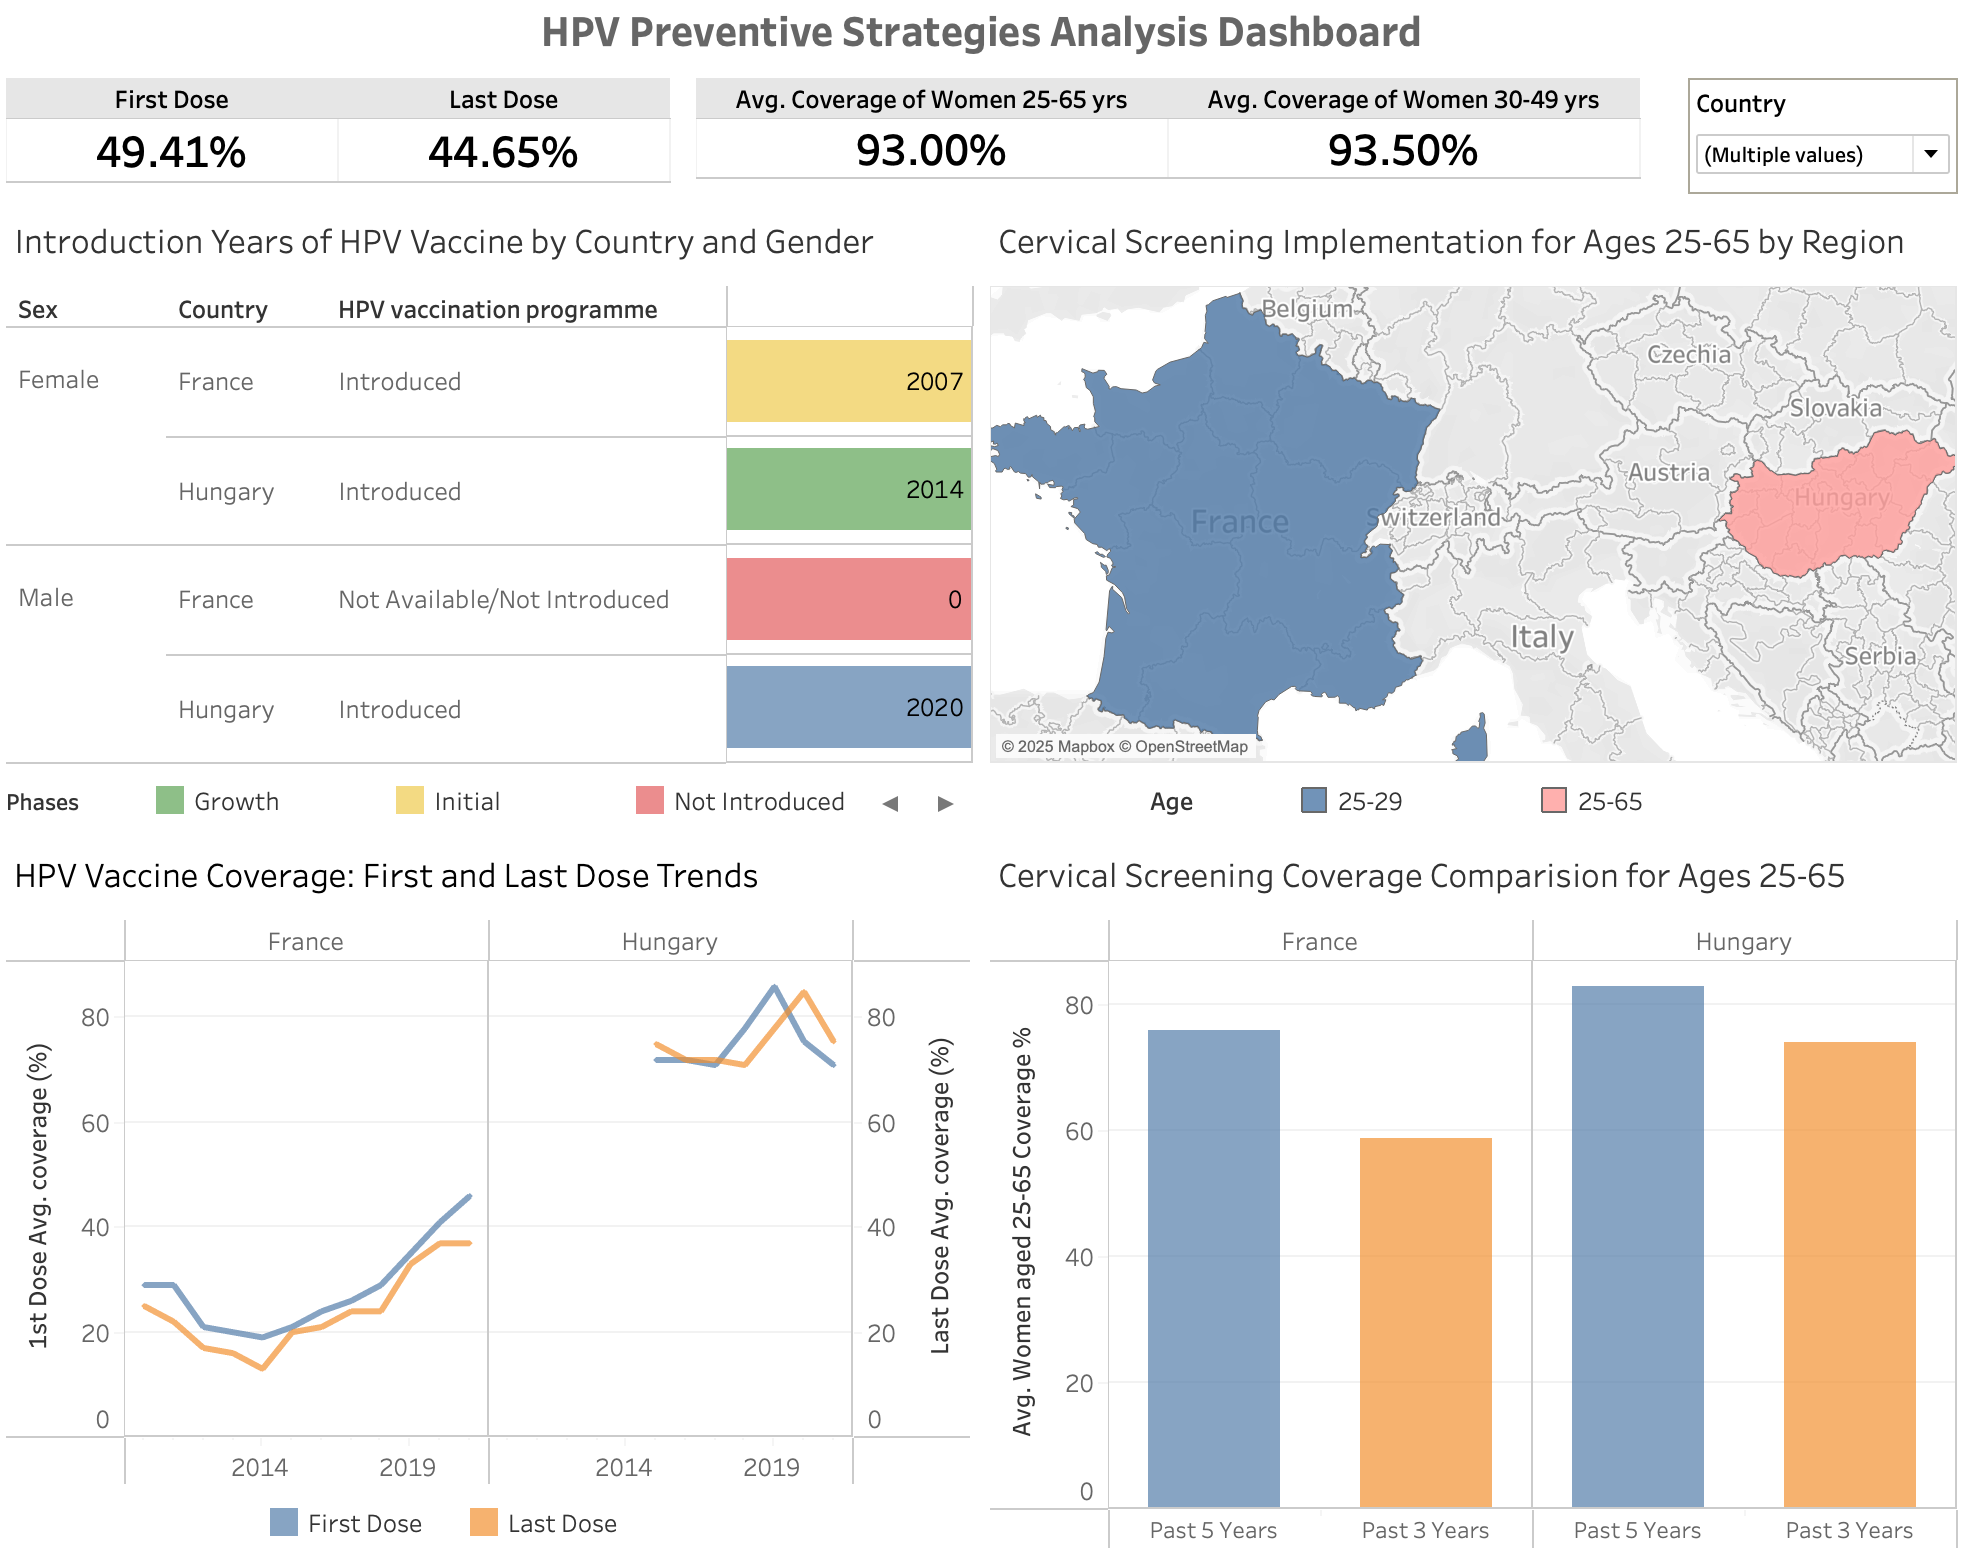 HPV Preventive Strategies Analysis Dashboard
First Dose Last Dose
49.41% 44.65%
Avg. Coverage of Women 25-65 yrs Avg. Coverage of Women 30-49 yrs
93.00% 93.50%
Country
(Multiple values)
Introduction Years of HPV Vaccine by Country and Gender
Sex Country HPV vaccination programme
Female France Introduced 2007
Hungary Introduced 2014
Male France Not Available/Not Introduced 0
Hungary Introduced 2020
Phases Growth Initial Not Introduced
Cervical Screening Implementation for Ages 25-65 by Region
Belgium
Czechia
Slovakia
Austria
Hungary
France
Switzerland
Italy
Serbia
© 2025 Mapbox © OpenStreetMap
Age 25-29 25-65
HPV Vaccine Coverage: First and Last Dose Trends
France Hungary
1st Dose Avg. coverage (%)
80
60
40
20
0
80
60
40
20
0
Last Dose Avg. coverage (%)
2014 2019 2014 2019
First Dose Last Dose
Cervical Screening Coverage Comparision for Ages 25-65
France Hungary
Avg. Women aged 25-65 Coverage %
80
60
40
20
0
Past 5 Years Past 3 Years Past 5 Years Past 3 Years